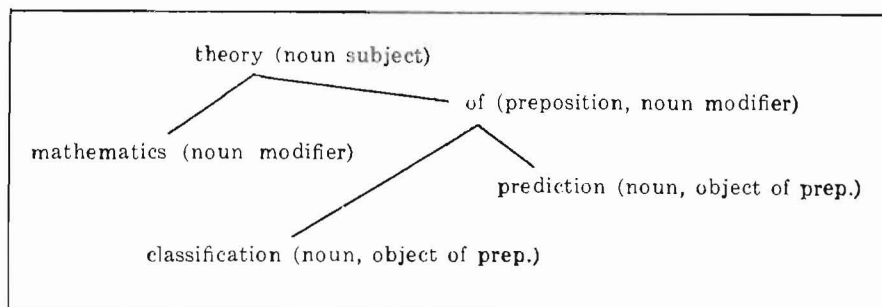 theory (noun subject)
of (preposition, noun modifier)
mathematics (noun modifier)
prediction (noun, object of prep.)
classification (noun, object of prep.)